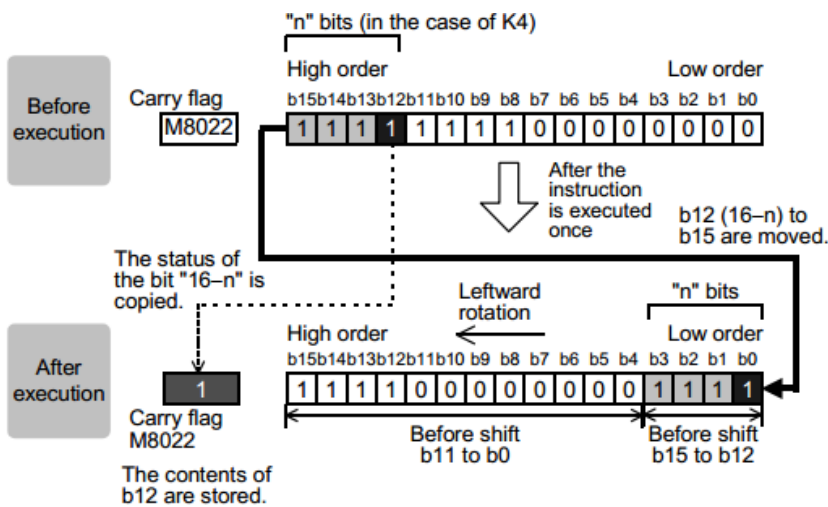 "n" bits (in the case of K4)
High order Low order
Before
execution
Carry flag
b15 b14 b13 b12 b11 b10 b9 b8 b7 b6 b5 b4 b3 b2 b1 b0
M8022 1 1 1 1 1 1 1 1 0 0 0 0 0 0 0 0
After the
instruction
is executed
once
b12 (16–n) to
b15 are moved.
The status of
the bit "16–n" is
copied.
Leftward
rotation
"n" bits
High order Low order
After
execution
b15 b14 b13 b12 b11 b10 b9 b8 b7 b6 b5 b4 b3 b2 b1 b0
1 1 1 1 1 0 0 0 0 0 0 0 0 1 1 1 1
Carry flag
M8022
Before shift
b11 to b0
Before shift
b15 to b12
The contents of
b12 are stored.